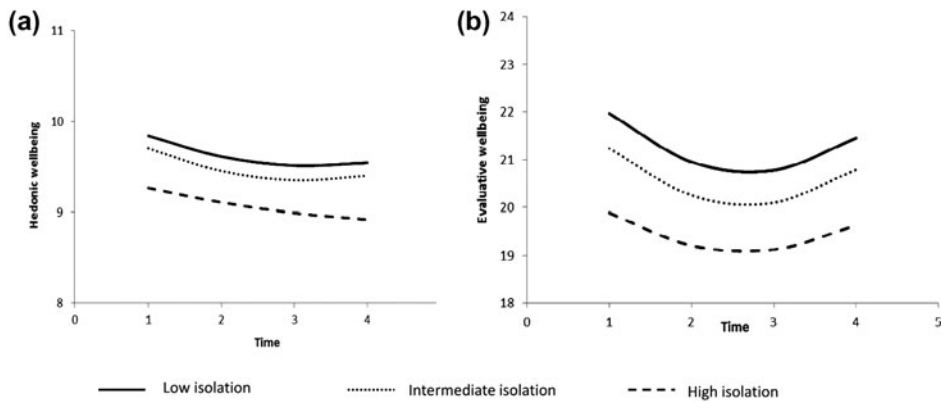 (a)
11
10
9
8
Hedonic wellbeing
0 1 2 3 4
Time
(b)
24
23
22
21
20
19
18
Evaluative wellbeing
0 1 2 3 4 5
Time
Low isolation Intermediate isolation High isolation